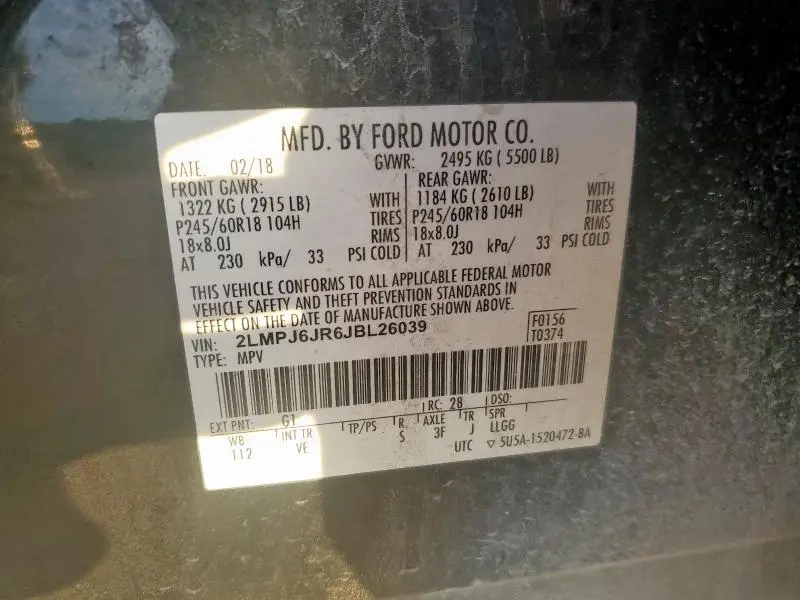 MFD. BY FORD MOTOR CO.
DATE: 02/18 GVWR: 2495 KG ( 5500 LB)
FRONT GAWR: REAR GAWR:
1322 KG ( 2915 LB) WITH 1184 KG ( 2610 LB) WITH
P245/60R18 104H TIRES P245/60R18 104H TIRES
18x8.0J RIMS 18x8.0J RIMS
AT 230 kPa/ 33 PSI COLD AT 230 kPa/ 33 PSI COLD
THIS VEHICLE CONFORMS TO ALL APPLICABLE FEDERAL MOTOR
VEHICLE SAFETY AND THEFT PREVENTION STANDARDS IN
EFFECT ON THE DATE OF MANUFACTURE SHOWN ABOVE.
VIN: 2LMPJ6JR6JBL26039 F0156
TYPE: MPV T0374
EXT PNT: G1 RC: 28 DSO:
WB INT TR TP/PS R AXLE TR SPR
112 VE S 3F J LLGG
UTC ▽ 5U5A-1520472-BA